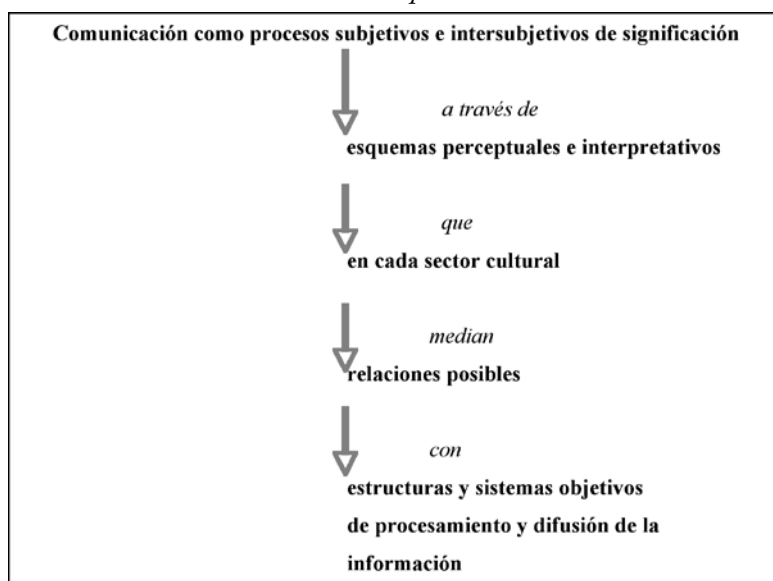 Comunicación como procesos subjetivos e intersubjetivos de significación
a través de
esquemas perceptuales e interpretativos
que
en cada sector cultural
median
relaciones posibles
con
estructuras y sistemas objetivos
de procesamiento y difusión de la
información